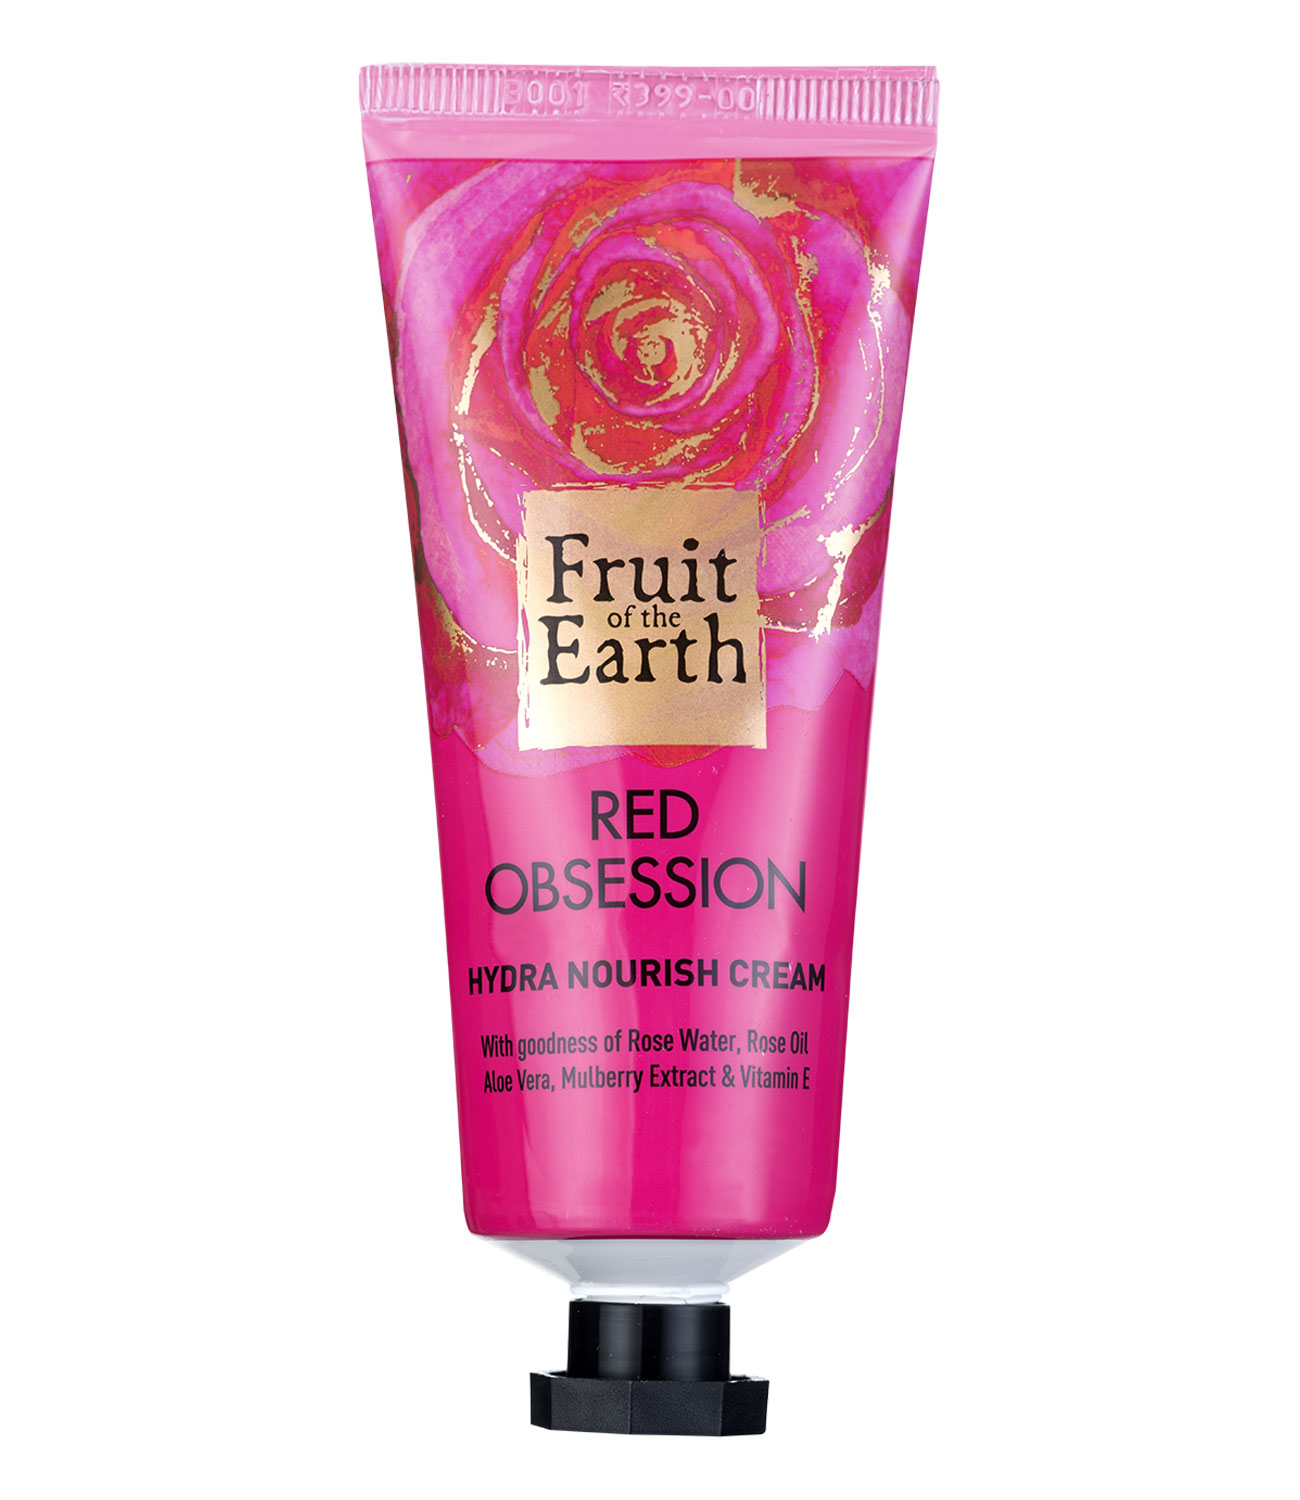 B001 ₹399-00
Fruit
of the
Earth
RED
OBSESSION
HYDRA NOURISH CREAM
With goodness of Rose Water, Rose Oil
Aloe Vera, Mulberry Extract & Vitamin E